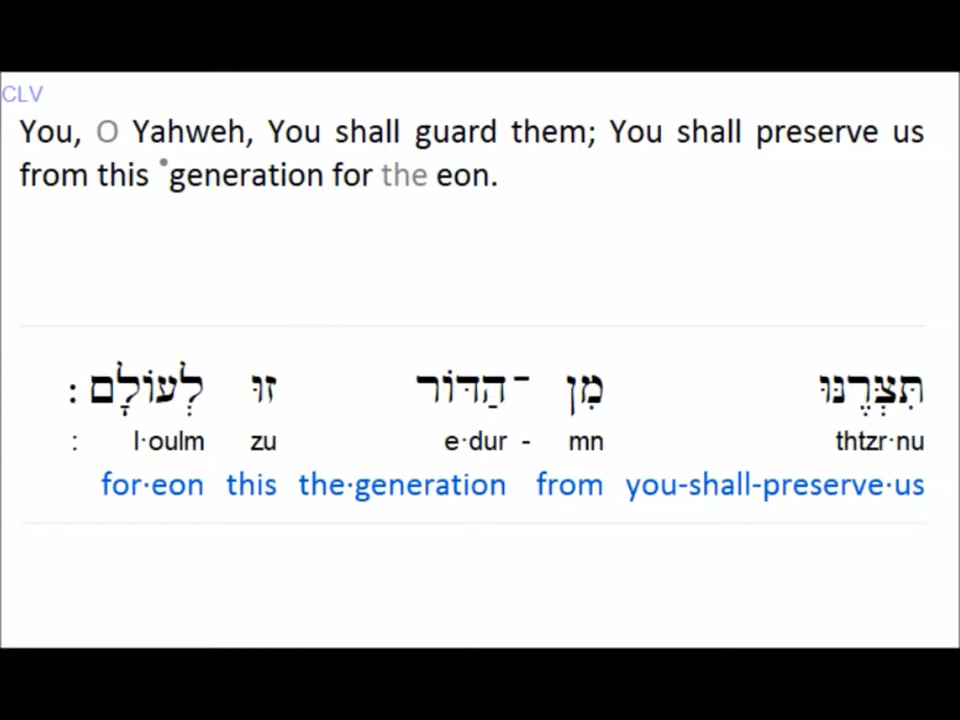 CLV
You, O Yahweh, You shall guard them; You shall preserve us
from this •generation for the eon.
תִּצְּרֶנּוּ מִן ־הַדּוֹר זוּ לְעוֹלָם :
: l·oulm zu e·dur - mn thtzr·nu
for·eon this the·generation from you-shall-preserve·us